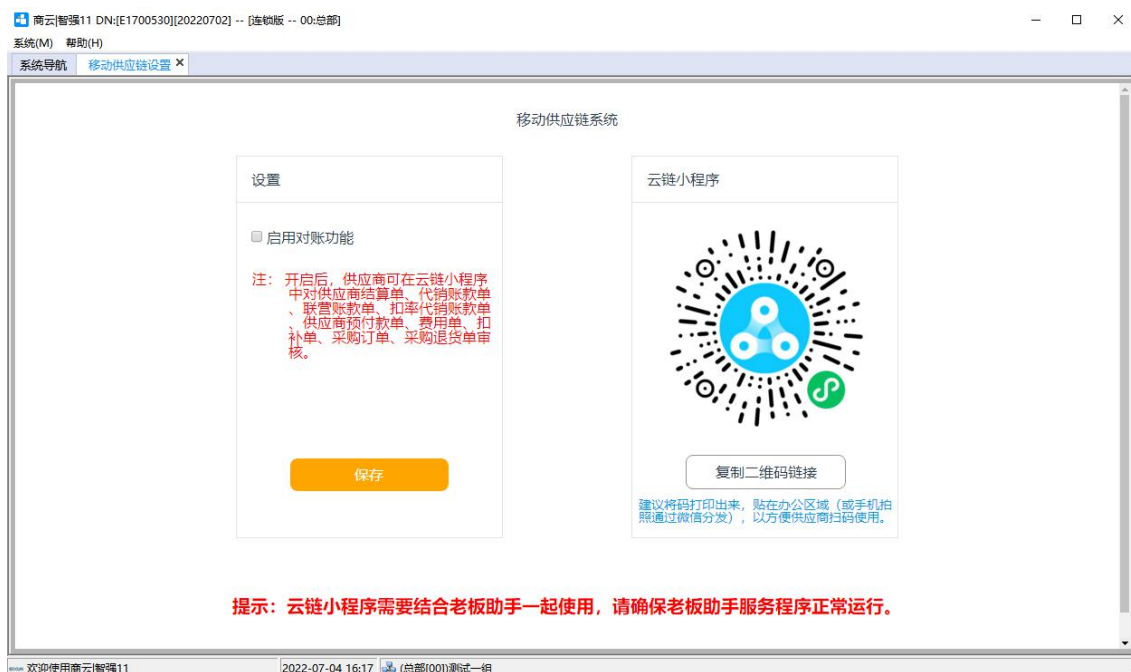 商云|智强11 DN:[E1700530][20220702] -- [连锁版 -- 00:总部]
系统(M) 帮助(H)
系统导航 移动供应链设置
移动供应链系统
设置
启用对账功能
注： 开启后，供应商可在云链小程序
中对供应商结算单、代销账款单
、联营账款单、扣率代销账款单
、供应商预付款单、费用单、扣
补单、采购订单、采购退货单审
核。
保存
云链小程序
复制二维码链接
建议将码打印出来，贴在办公区域（或手机拍
照通过微信分发），以方便供应商扫码使用。
提示：云链小程序需要结合老板助手一起使用，请确保老板助手服务程序正常运行。
欢迎使用商云|智强11 2022-07-04 16:17 (总部[001])测试一组